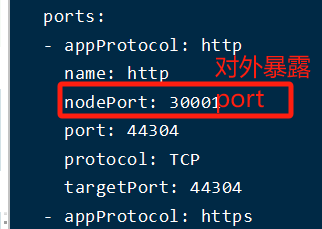 ports:
- appProtocol: http
对外暴露
name: http
nodePort: 30001
port
port: 44304
protocol: TCP
targetPort: 44304
- appProtocol: https